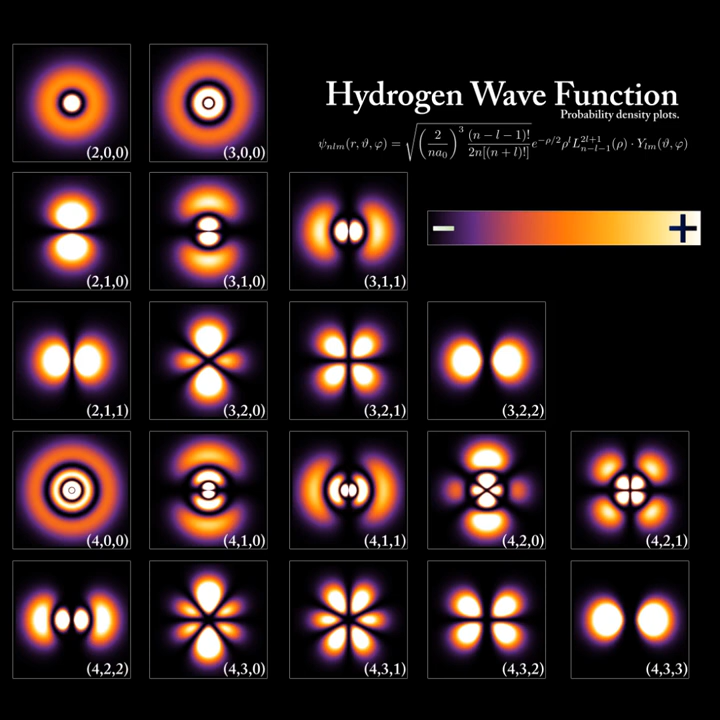 Hydrogen Wave Function
Probability density plots.
ψnlm(r, ϑ, φ) = √((2/na₀)³ (n − l − 1)!/2n[(n + l)!]) e^{−ρ/2} ρ^l L^{2l+1}_{n−l−1}(ρ) · Ylm(ϑ, φ)
− +
(2,0,0) (3,0,0)
(2,1,0) (3,1,0) (3,1,1)
(2,1,1) (3,2,0) (3,2,1) (3,2,2)
(4,0,0) (4,1,0) (4,1,1) (4,2,0) (4,2,1)
(4,2,2) (4,3,0) (4,3,1) (4,3,2) (4,3,3)